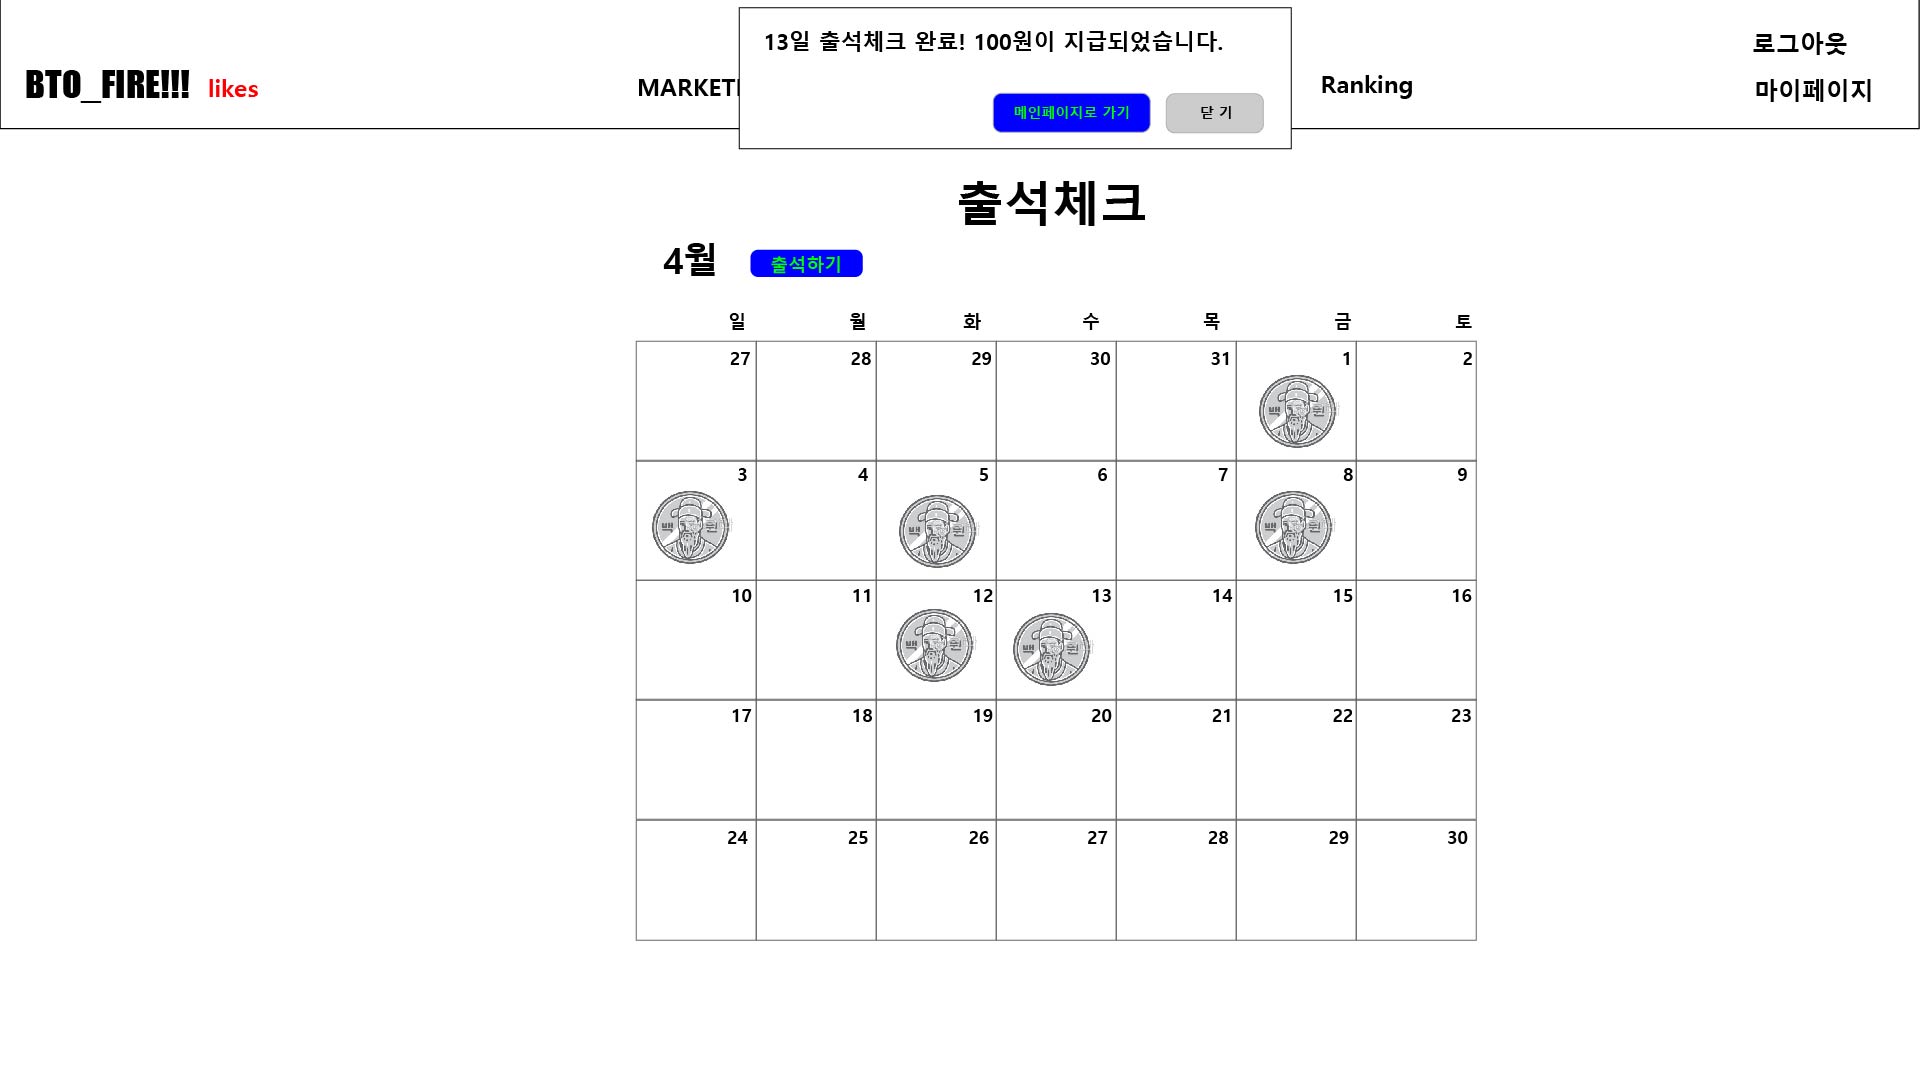 13일 출석체크 완료! 100원이 지급되었습니다.
메인페이지로 가기 닫 기
BTO_FIRE!!! likes
Ranking
로그아웃
마이페이지
출석체크
4월 출석하기
일 월 화 수 목 금 토
27 28 29 30 31 1 2
백 원
3 4 5 6 7 8 9
백 원 백 원 백 원
10 11 12 13 14 15 16
백 원 백 원
17 18 19 20 21 22 23
24 25 26 27 28 29 30